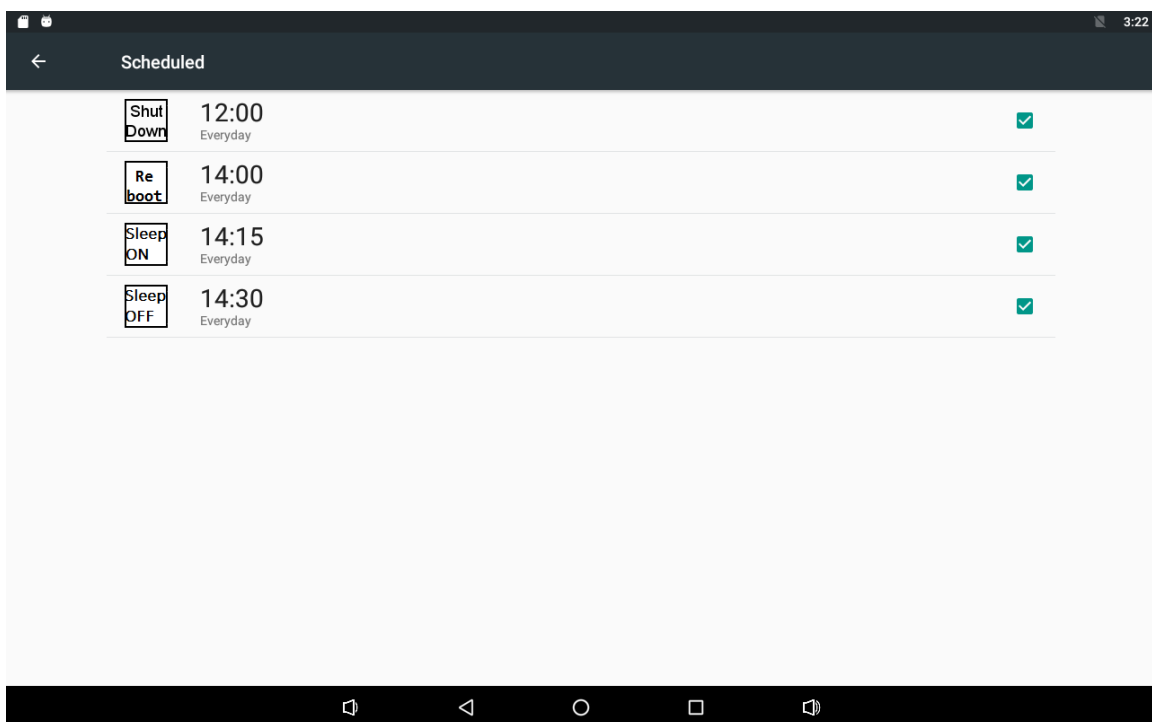 3:22
Scheduled
Shut
Down
12:00
Everyday
Re
boot
14:00
Everyday
Sleep
ON
14:15
Everyday
Sleep
OFF
14:30
Everyday